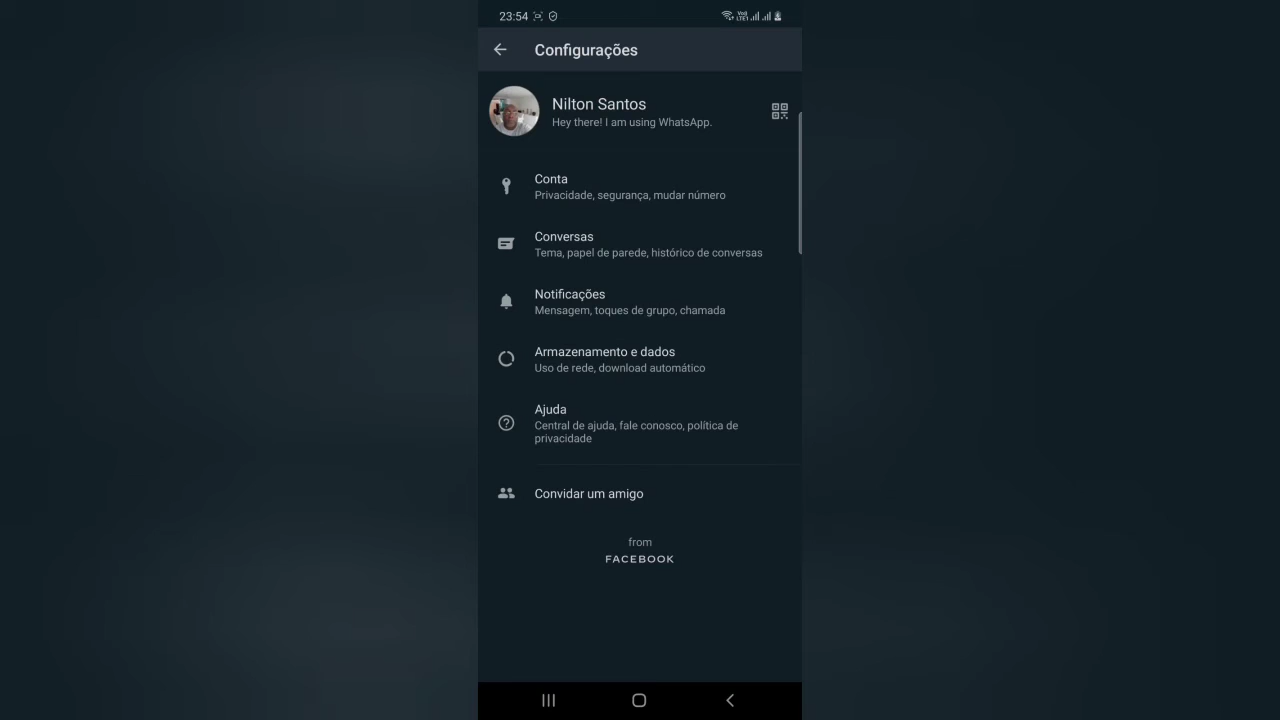 23:54
Configurações
Nilton Santos
Hey there! I am using WhatsApp.
Conta
Privacidade, segurança, mudar número
Conversas
Tema, papel de parede, histórico de conversas
Notificações
Mensagem, toques de grupo, chamada
Armazenamento e dados
Uso de rede, download automático
Ajuda
Central de ajuda, fale conosco, política de
privacidade
Convidar um amigo
from
FACEBOOK